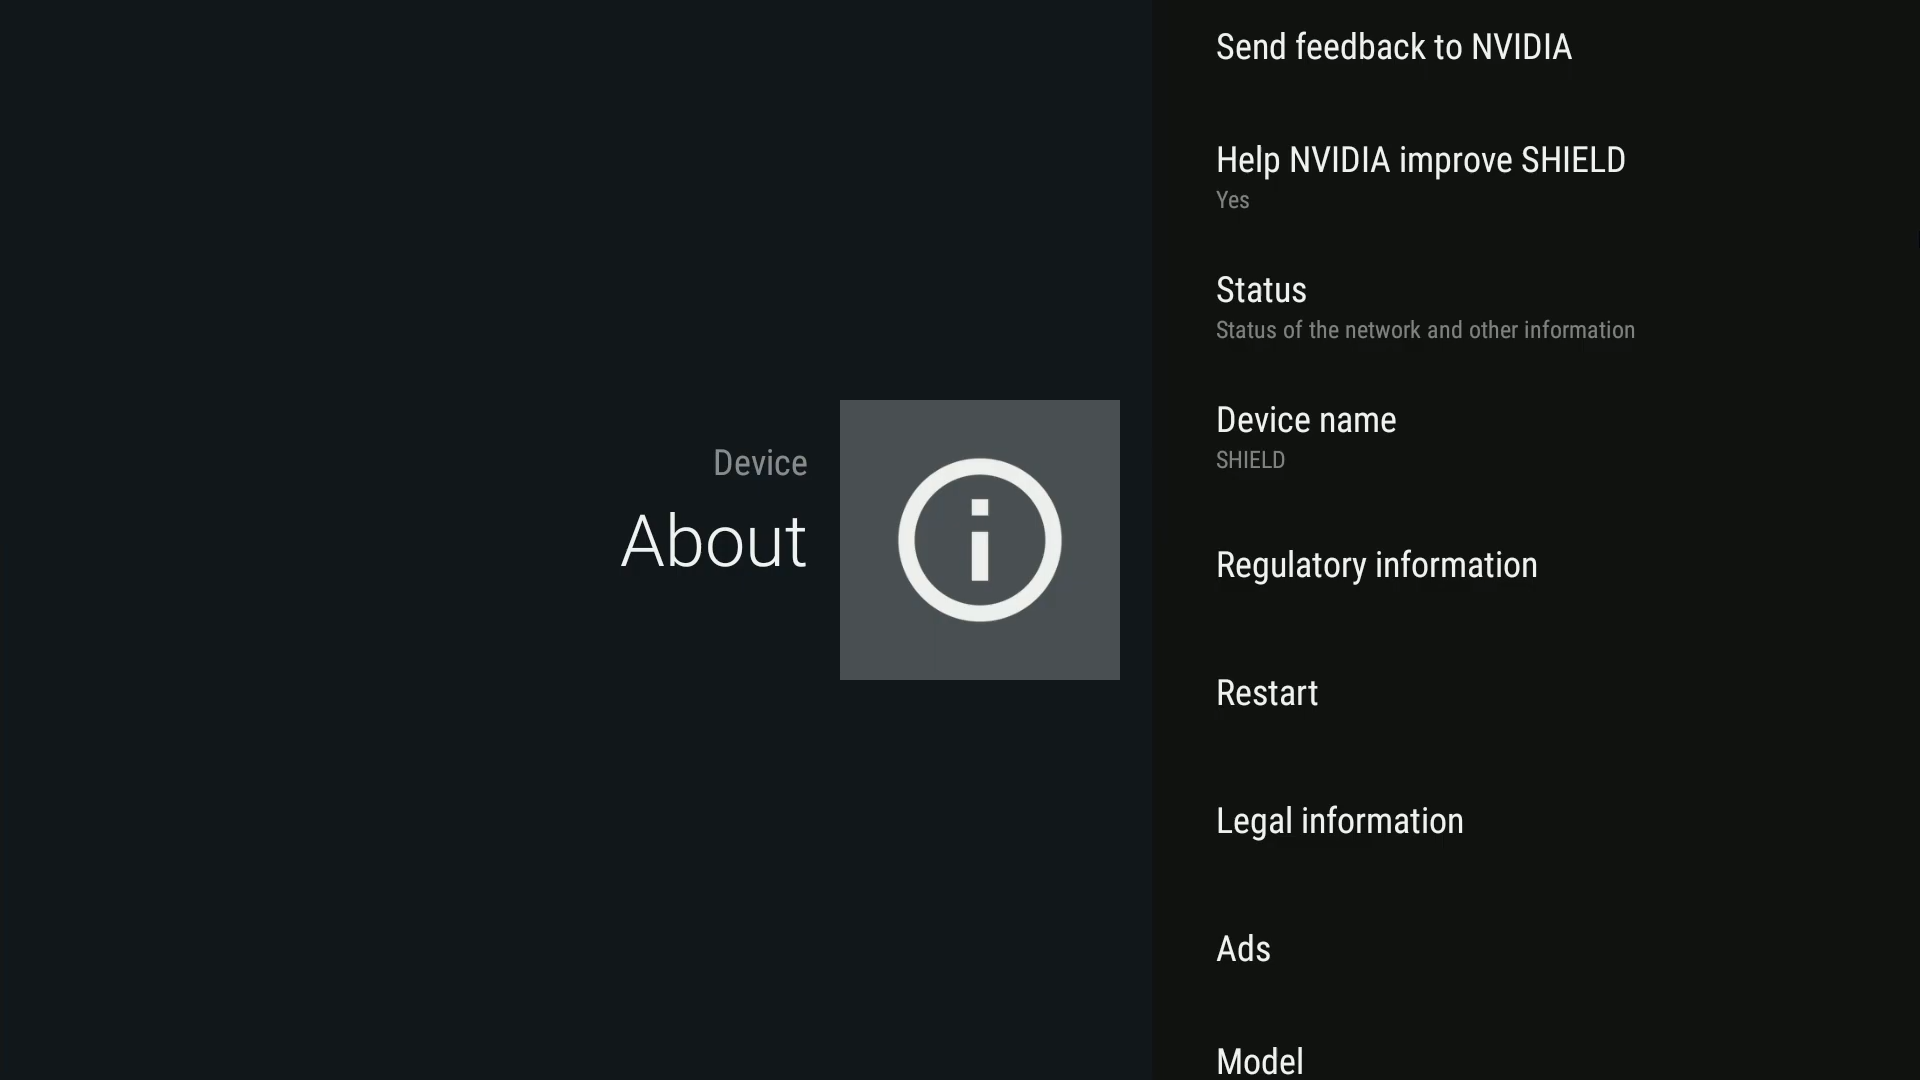 Device
About
Send feedback to NVIDIA
Help NVIDIA improve SHIELD
Yes
Status
Status of the network and other information
Device name
SHIELD
Regulatory information
Restart
Legal information
Ads
Model